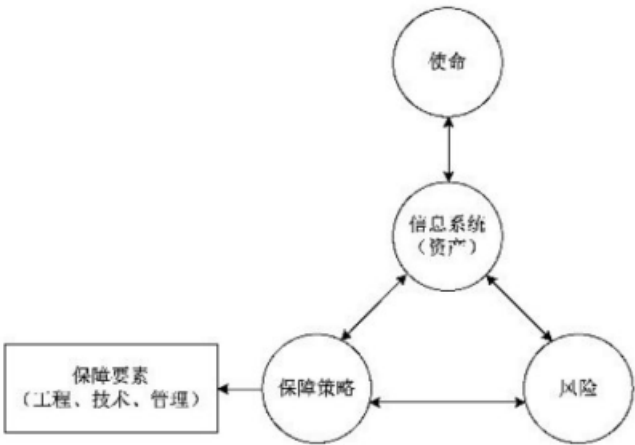 使命
信息系统
（资产）
保障要素
（工程、技术、管理）
保障策略
风险